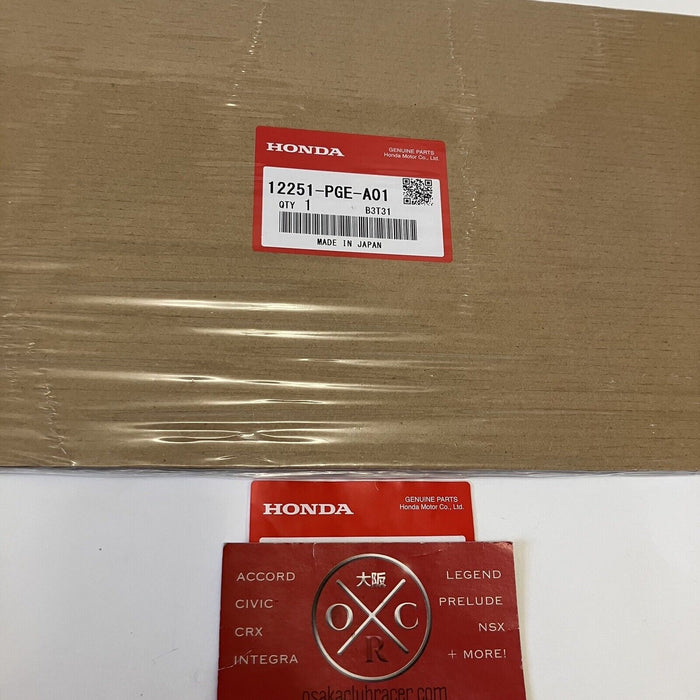 HONDA
GENUINE PARTS
Honda Motor Co., Ltd.
12251-PGE-A01
QTY 1 B3T31
MADE IN JAPAN
HONDA
GENUINE PARTS
Honda Motor Co., Ltd.
ACCORD
CIVIC
CRX
INTEGRA
大阪
O C
R
LEGEND
PRELUDE
NSX
+ MORE!
osakaclubracer.com